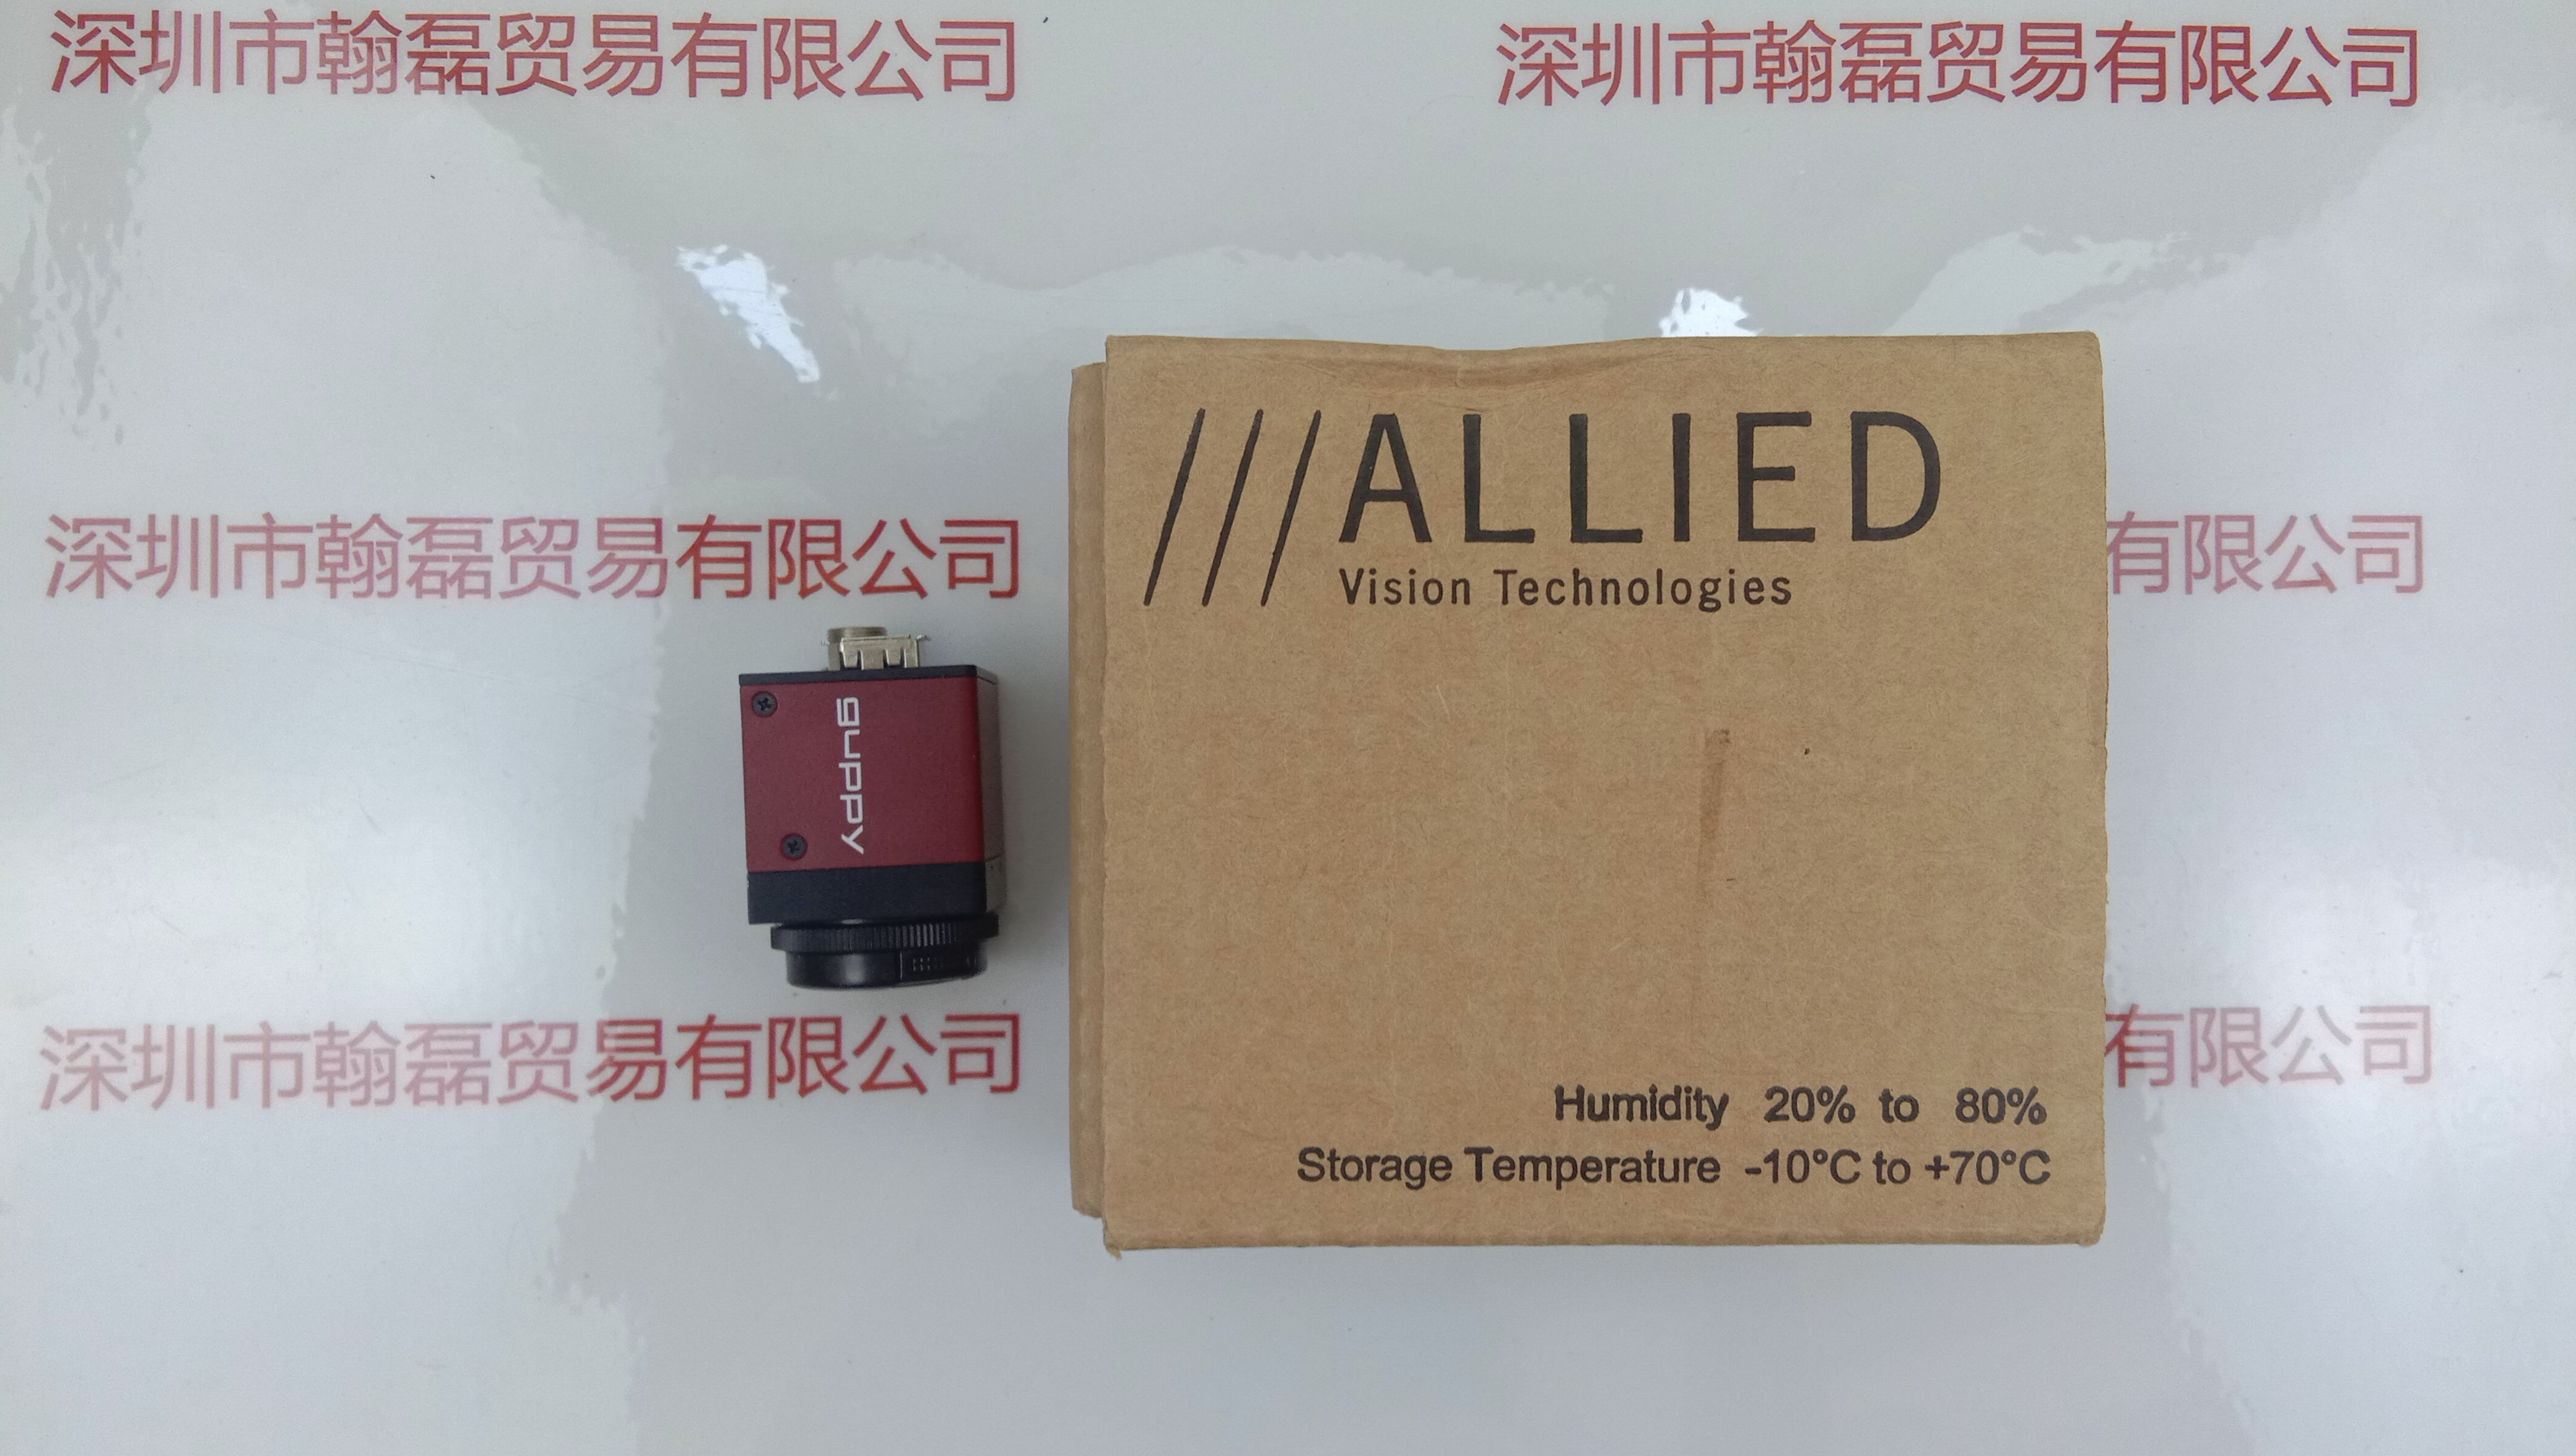 深圳市翰磊贸易有限公司
深圳市翰磊贸易有限公司
///ALLIED
Vision Technologies
深圳市翰磊贸易有限公司
有限公司
guppy
深圳市翰磊贸易有限公司
有限公司
Humidity 20% to 80%
Storage Temperature -10°C to +70°C